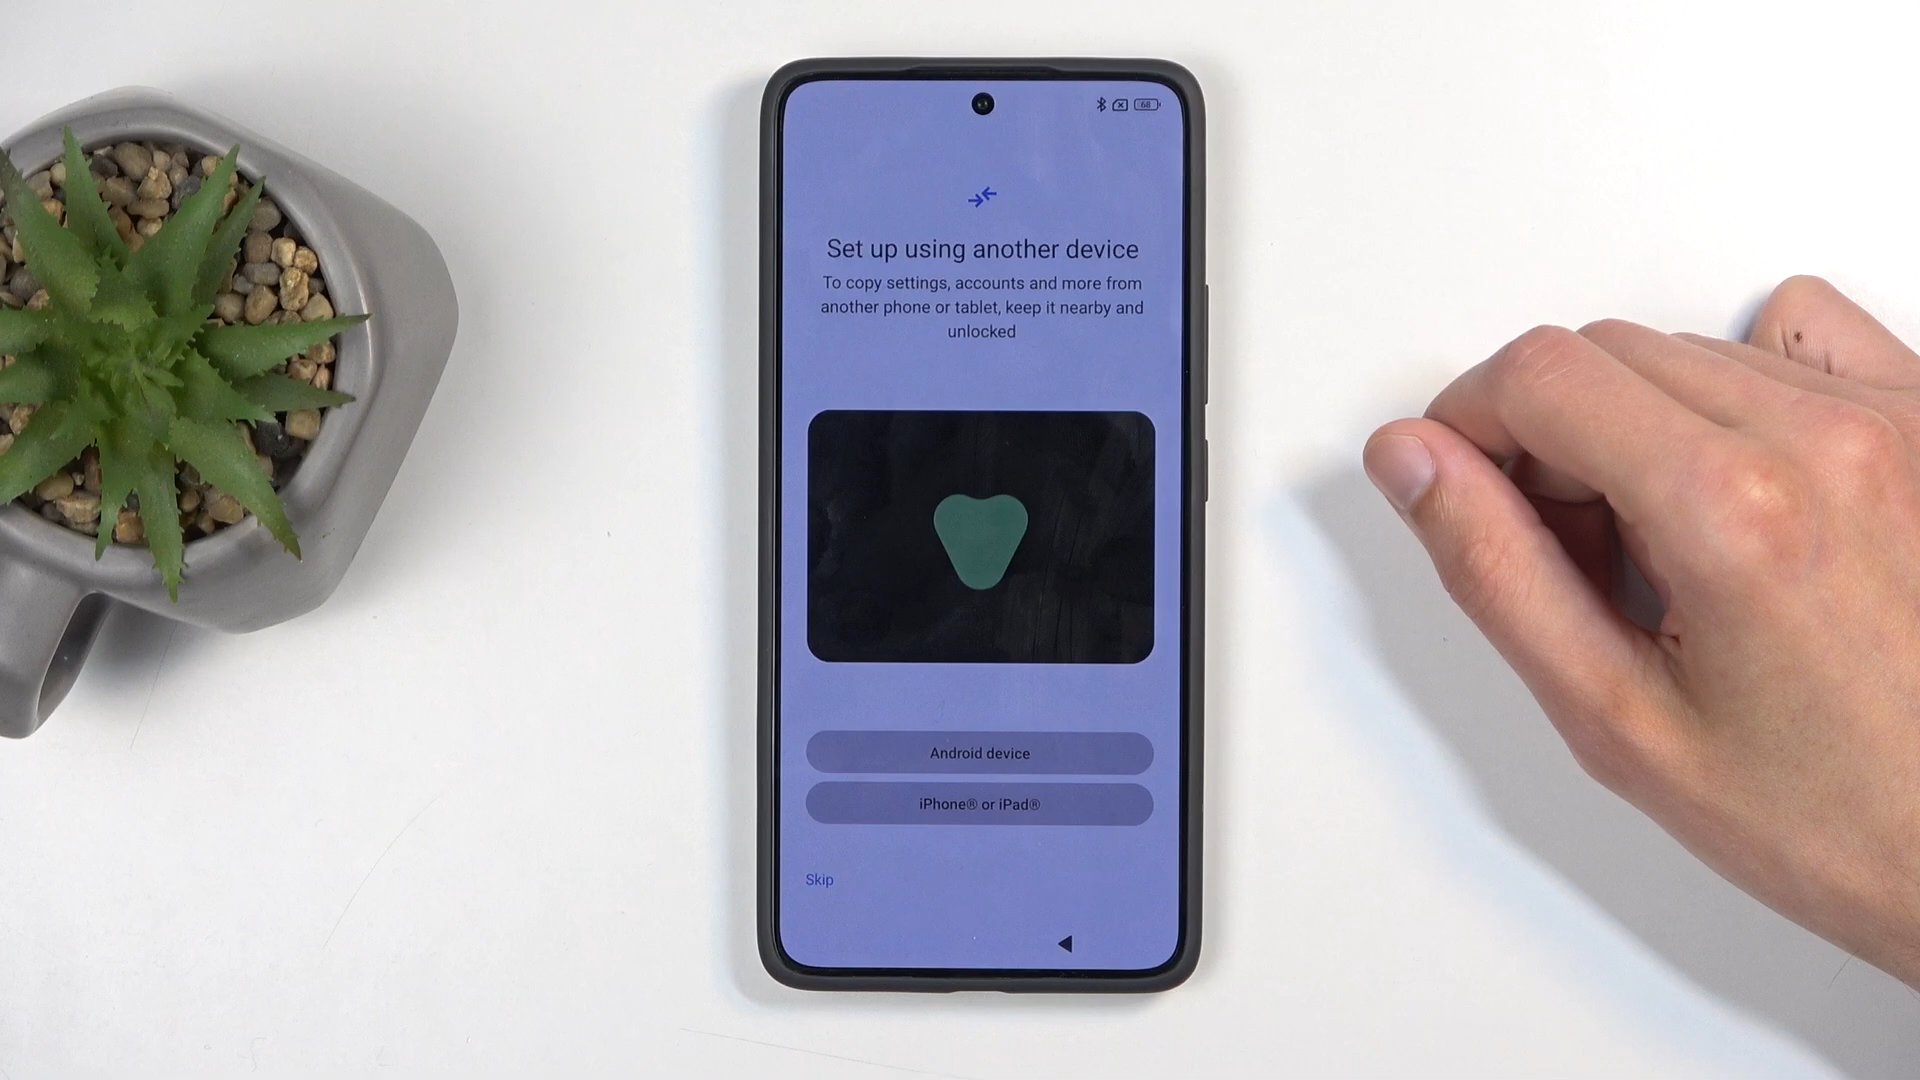 68
Set up using another device
To copy settings, accounts and more from
another phone or tablet, keep it nearby and
unlocked
Android device
iPhone® or iPad®
Skip